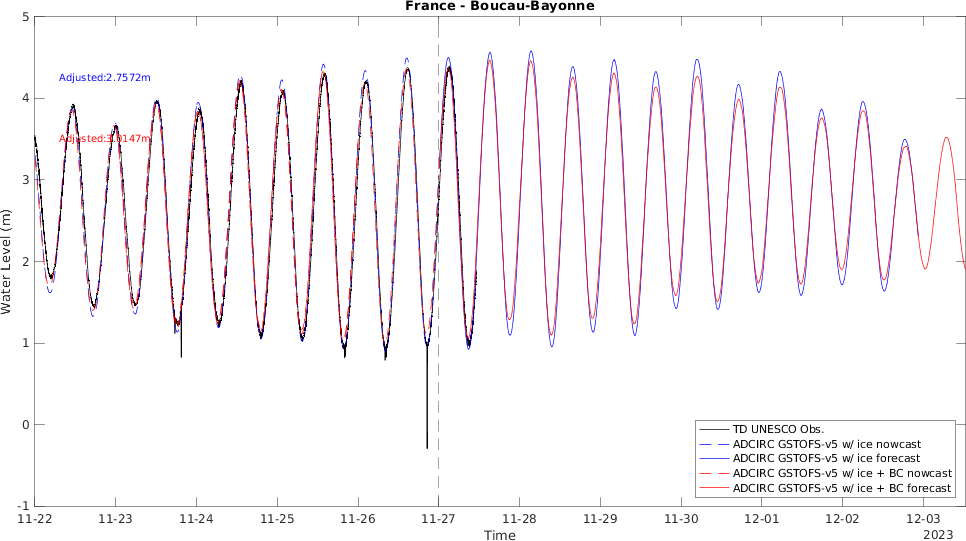 France - Boucau-Bayonne
5
4
3
2
1
0
-1
Water Level (m)
Adjusted:2.7572m
Adjusted:3.0147m
TD UNESCO Obs.
ADCIRC GSTOFS-v5 w/ ice nowcast
ADCIRC GSTOFS-v5 w/ ice forecast
ADCIRC GSTOFS-v5 w/ ice + BC nowcast
ADCIRC GSTOFS-v5 w/ ice + BC forecast
11-22 11-23 11-24 11-25 11-26 11-27 11-28 11-29 11-30 12-01 12-02 12-03
Time
2023